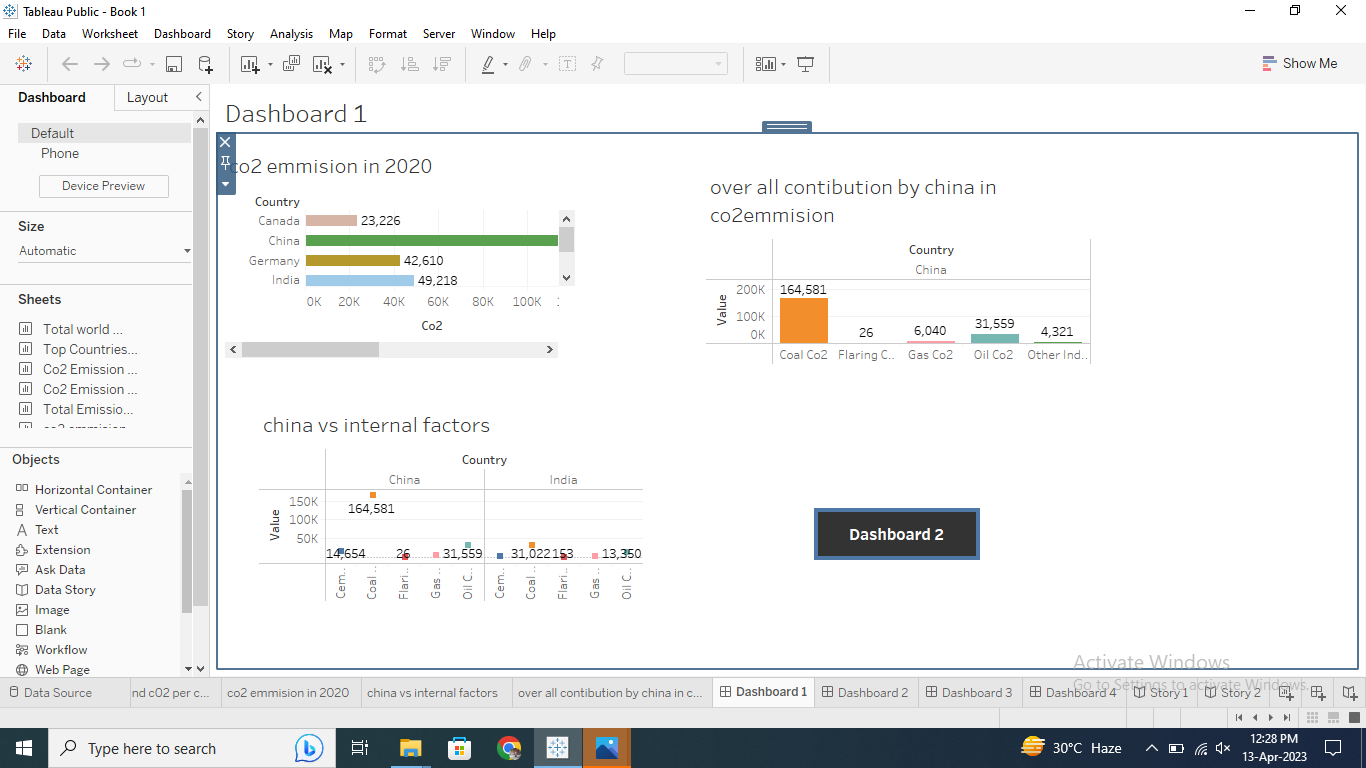 Tableau Public - Book 1
File Data Worksheet Dashboard Story Analysis Map Format Server Window Help
Show Me
Dashboard Layout
Default
Phone
Device Preview
Size
Automatic
Sheets
Total world ...
Top Countries...
Co2 Emission ...
Co2 Emission ...
Total Emissio...
Objects
Horizontal Container
Vertical Container
Text
Extension
Ask Data
Data Story
Image
Blank
Workflow
Web Page
Dashboard 1
co2 emmision in 2020
Country
Canada 23,226
China
Germany 42,610
India 49,218
0K 20K 40K 60K 80K 100K
Co2
over all contibution by china in
co2emmision
Country
China
Value
200K
100K
0K
164,581 26 6,040 31,559 4,321
Coal Co2 Flaring C.. Gas Co2 Oil Co2 Other Ind..
china vs internal factors
Country
China India
Value
150K
100K
50K
164,581
14,654 26 31,559 31,022 153 13,350
Cem.. Coal .. Flari.. Gas .. Oil C.. Cem.. Coal .. Flari.. Gas .. Oil C..
Dashboard 2
Activate Windows
Go to Settings to activate Windows.
Data Source nd cO2 per c... co2 emmision in 2020 china vs internal factors over all contibution by china in c... Dashboard 1 Dashboard 2 Dashboard 3 Dashboard 4 Story 1 Story 2
Type here to search
30°C Haze
12:28 PM
13-Apr-2023